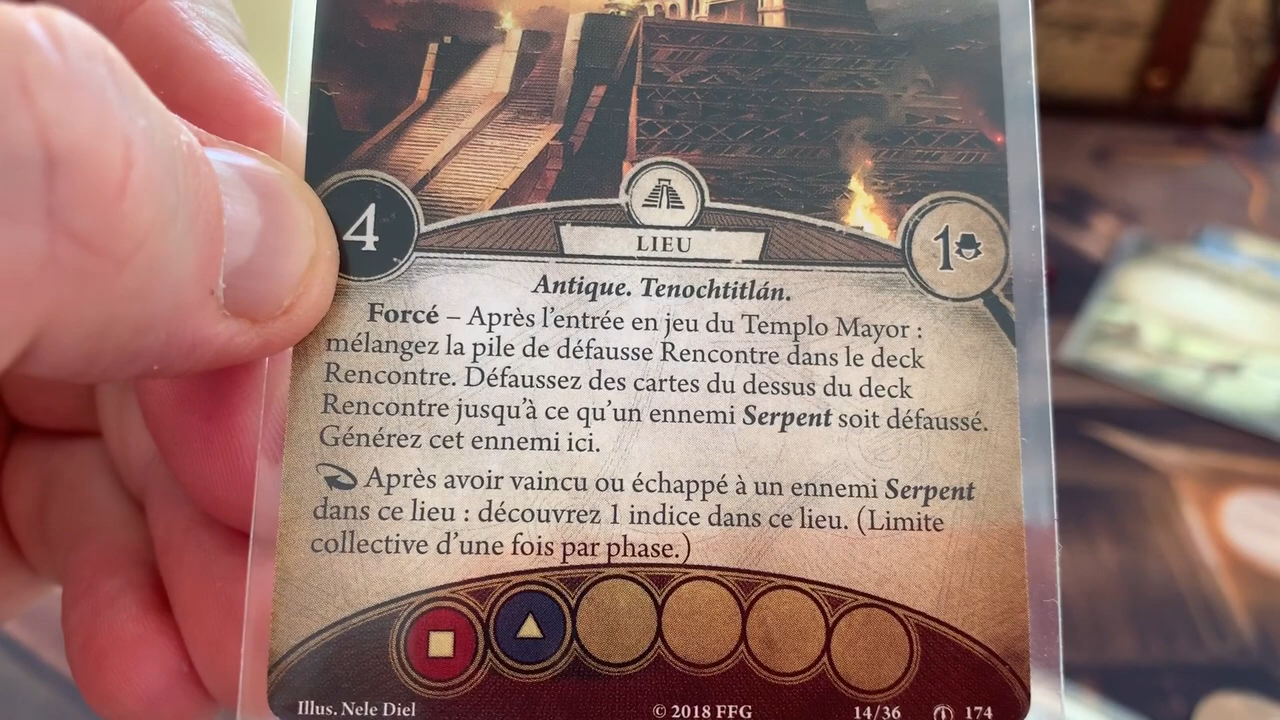 4
LIEU
1
Antique. Tenochtitlán.
Forcé – Après l'entrée en jeu du Templo Mayor :
mélangez la pile de défausse Rencontre dans le deck
Rencontre. Défaussez des cartes du dessus du deck
Rencontre jusqu'à ce qu'un ennemi Serpent soit défaussé.
Générez cet ennemi ici.
Après avoir vaincu ou échappé à un ennemi Serpent
dans ce lieu : découvrez 1 indice dans ce lieu. (Limite
collective d'une fois par phase.)
Illus. Nele Diel © 2018 FFG 14/36 174